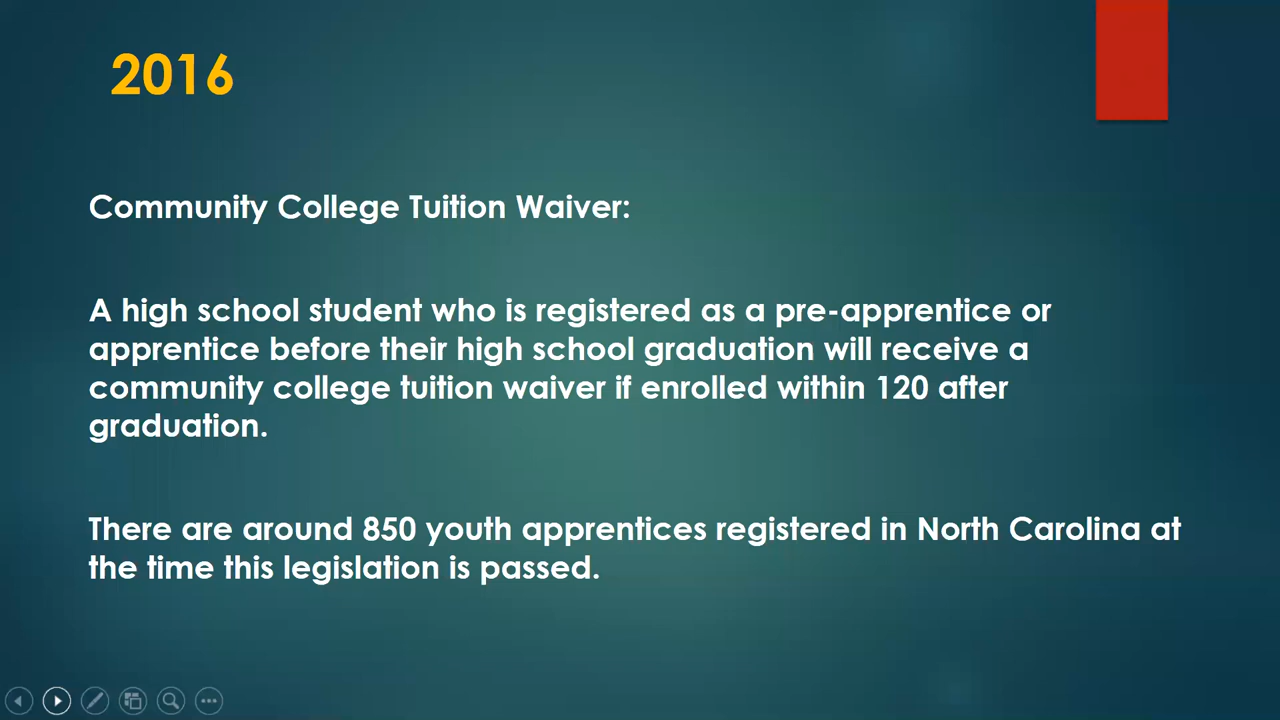 2016
Community College Tuition Waiver:
A high school student who is registered as a pre-apprentice or
apprentice before their high school graduation will receive a
community college tuition waiver if enrolled within 120 after
graduation.
There are around 850 youth apprentices registered in North Carolina at
the time this legislation is passed.